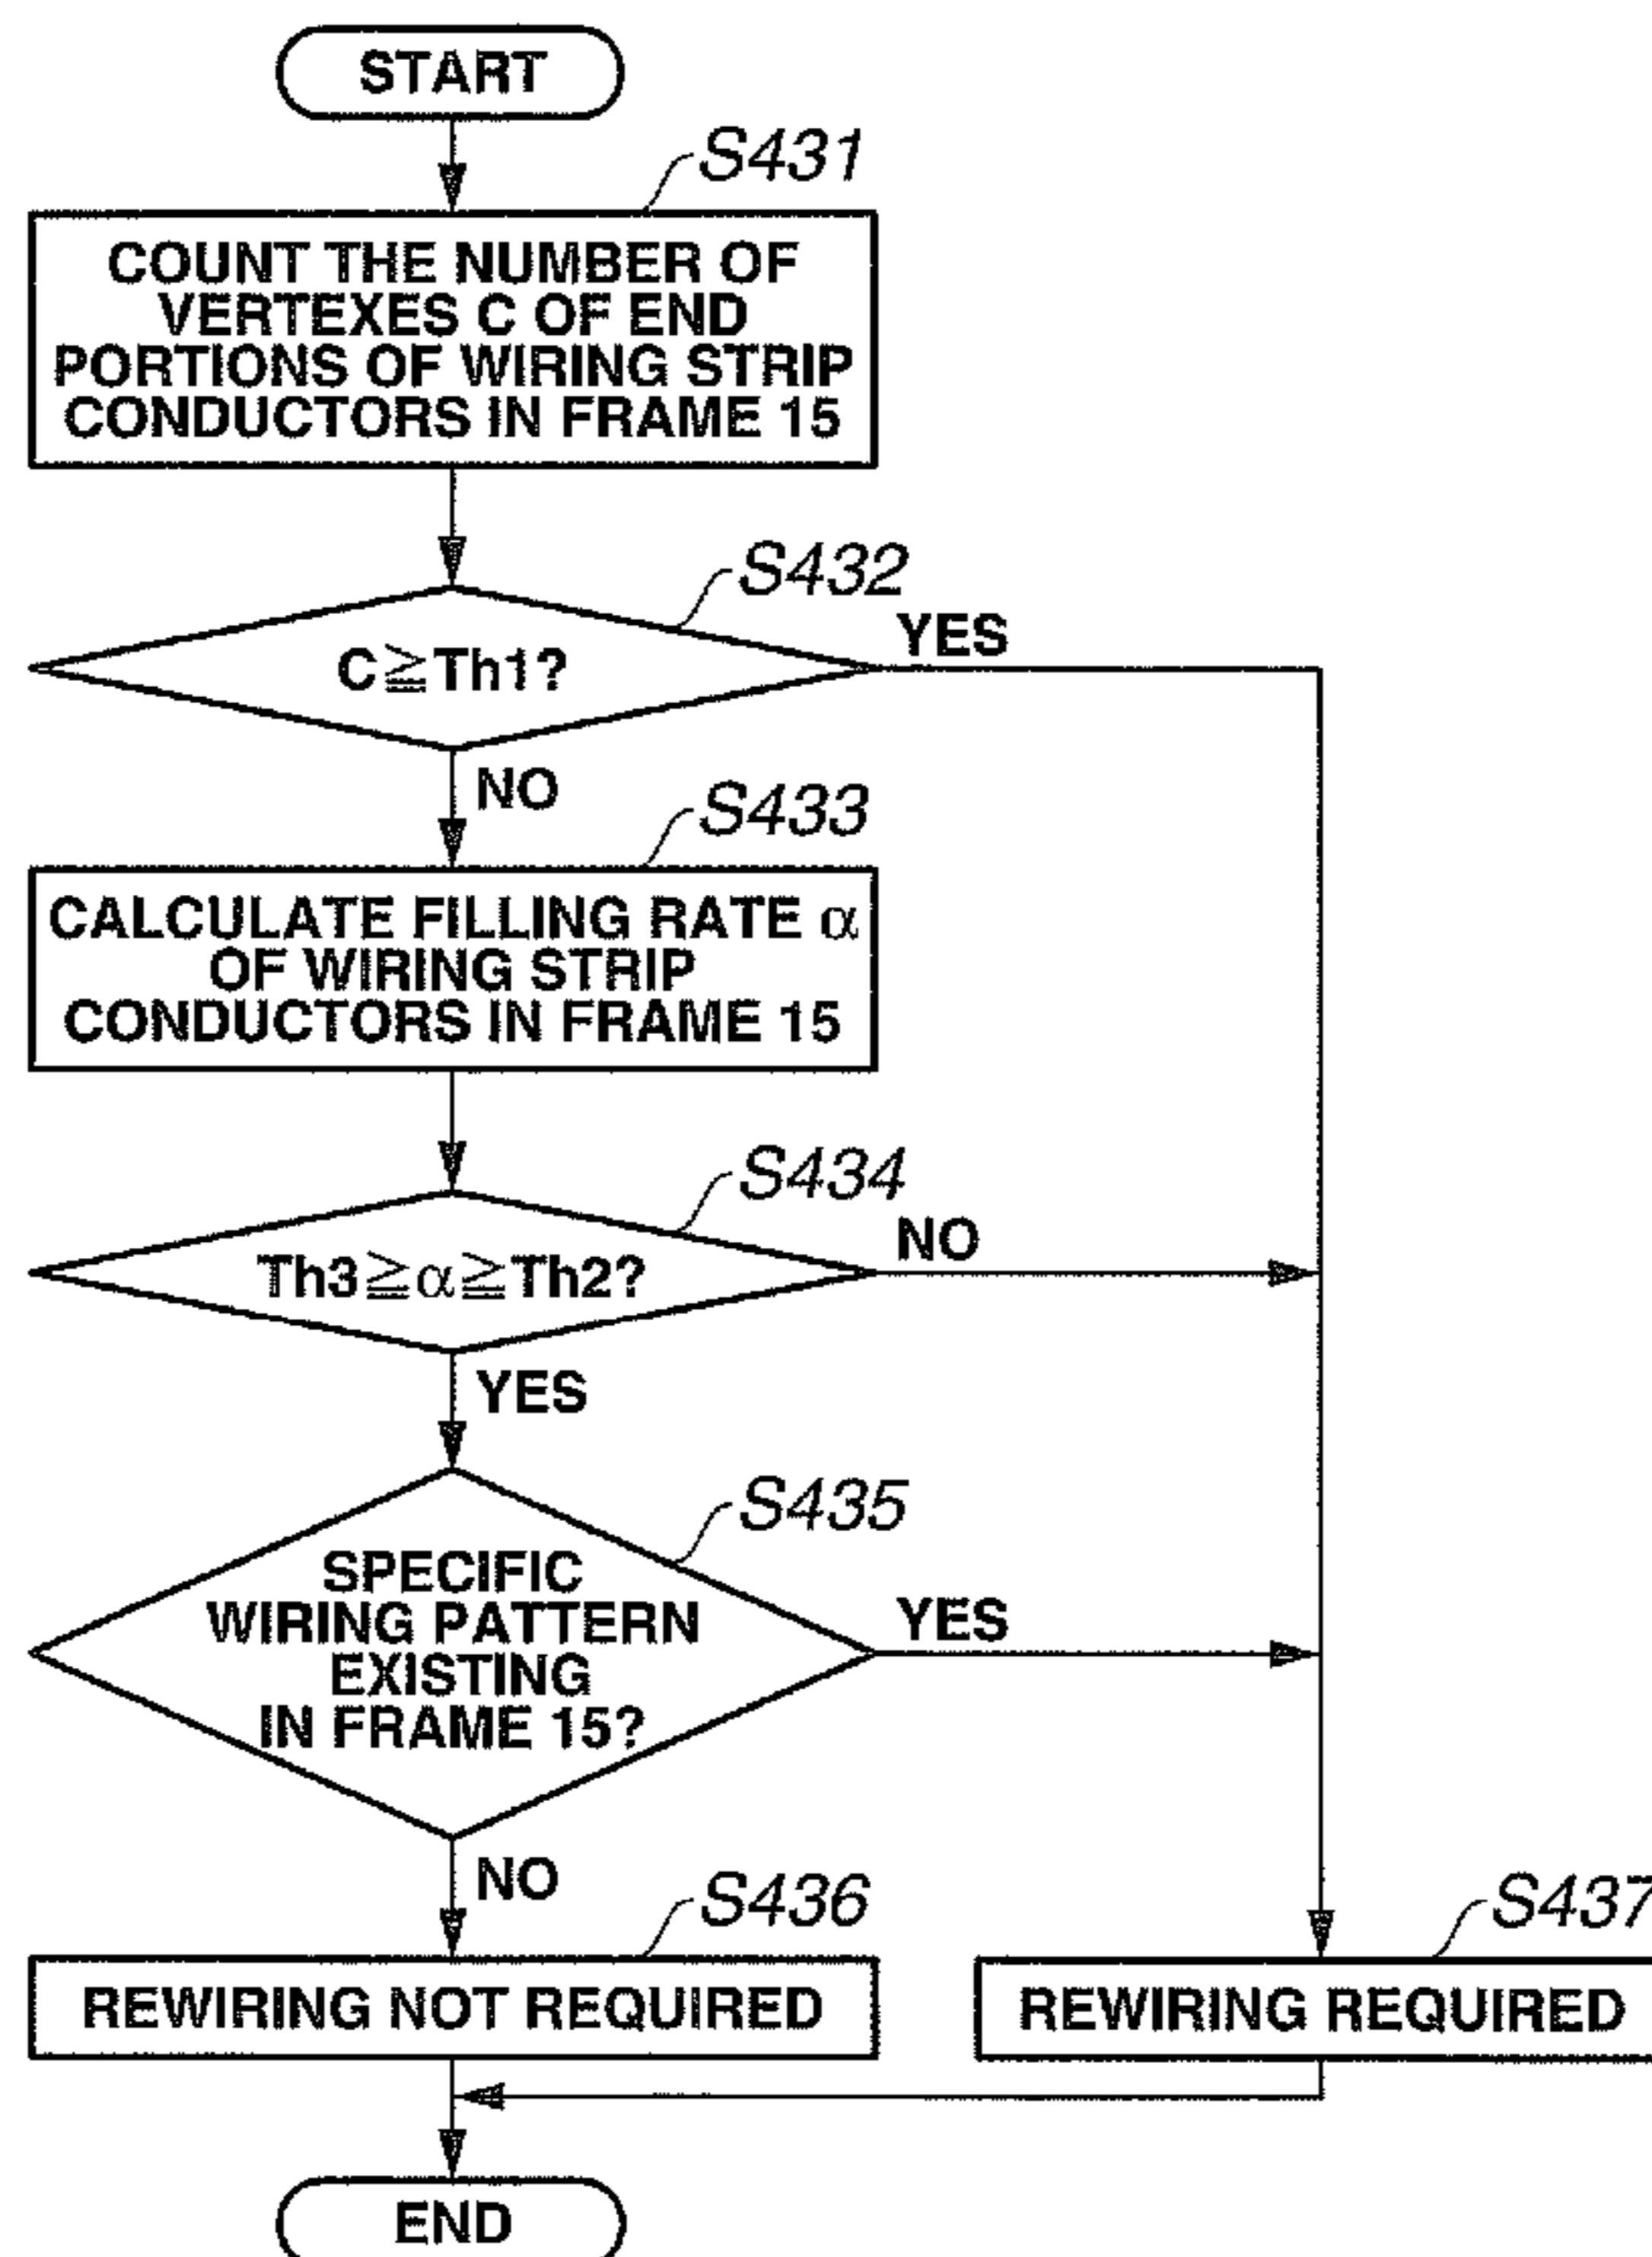 START
S431
COUNT THE NUMBER OF
VERTEXES C OF END
PORTIONS OF WIRING STRIP
CONDUCTORS IN FRAME 15
S432
C≧Th1?
YES
NO
S433
CALCULATE FILLING RATE α
OF WIRING STRIP
CONDUCTORS IN FRAME 15
S434
Th3≧α≧Th2?
NO
YES
S435
SPECIFIC
WIRING PATTERN
EXISTING
IN FRAME 15?
YES
NO
S436
REWIRING NOT REQUIRED
S437
REWIRING REQUIRED
END